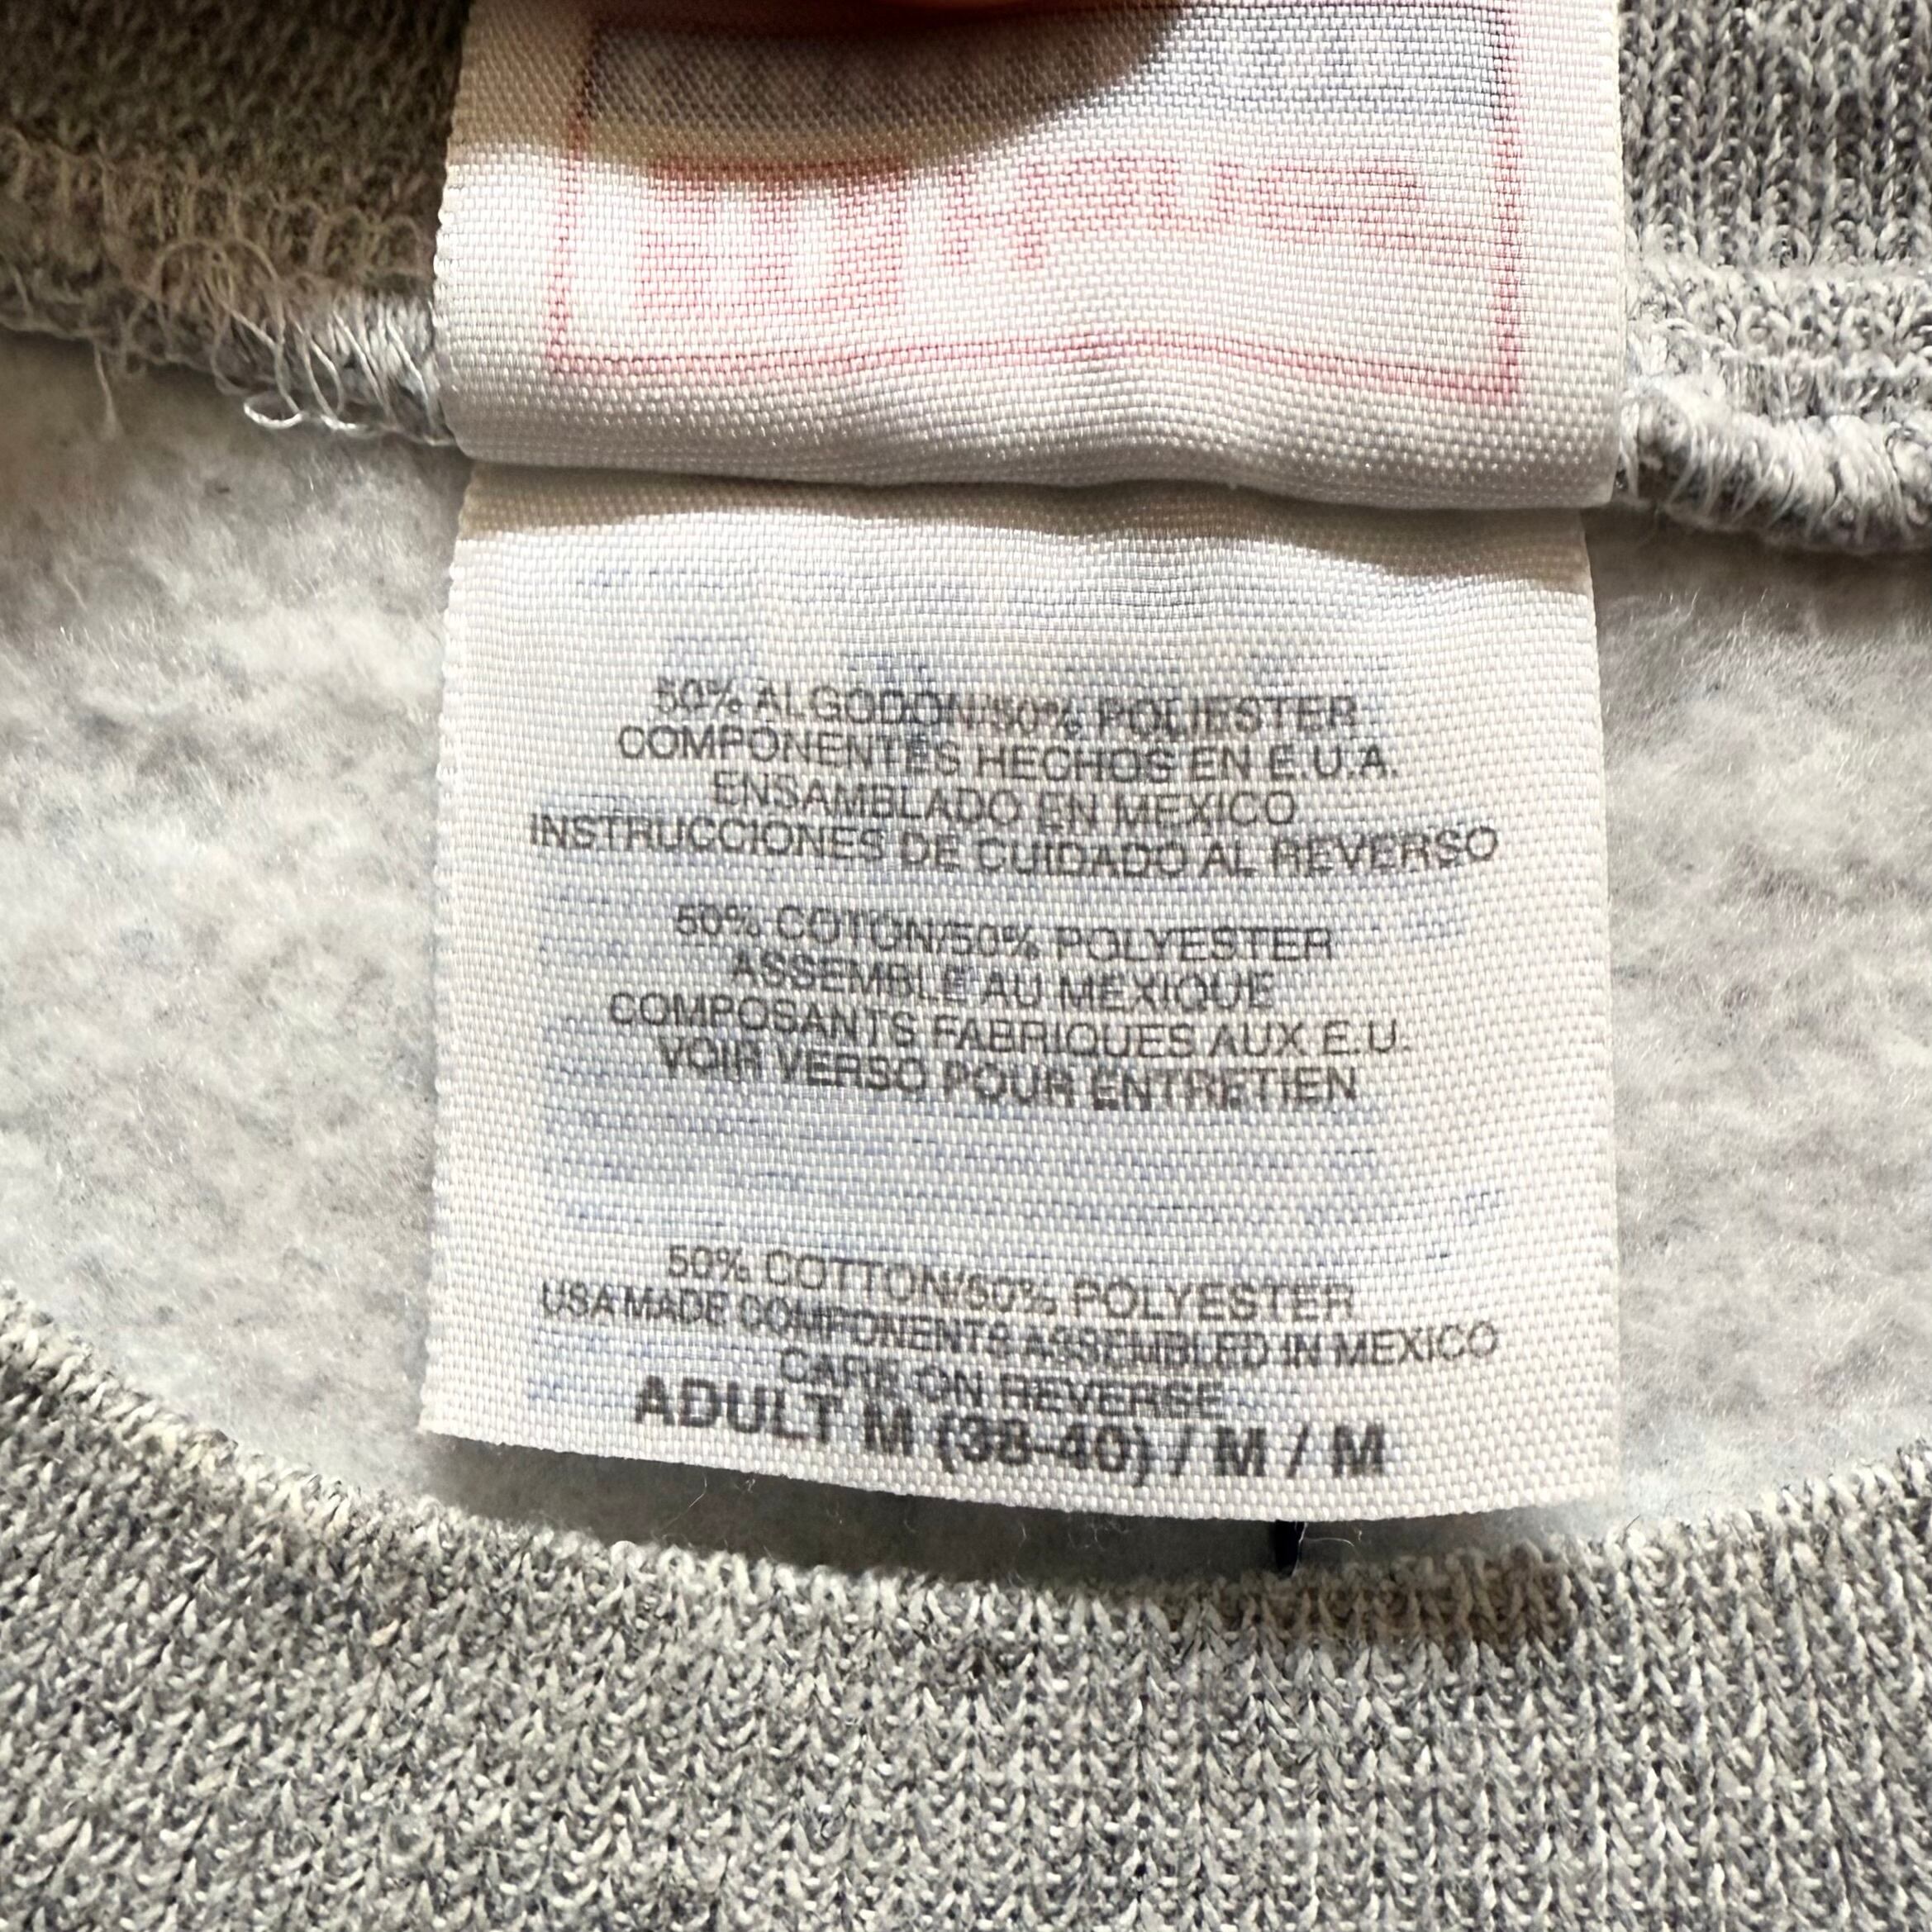 50% ALGODON/50% POLIESTER
COMPONENTES HECHOS EN E.U.A.
ENSAMBLADO EN MEXICO
INSTRUCCIONES DE CUIDADO AL REVERSO
50% COTON/50% POLYESTER
ASSEMBLE AU MEXIQUE
COMPOSANTS FABRIQUES AUX E.U.
VOIR VERSO POUR ENTRETIEN
50% COTTON/50% POLYESTER
USA MADE COMPONENTS ASSEMBLED IN MEXICO
CARE ON REVERSE
ADULT M (38-40) / M / M